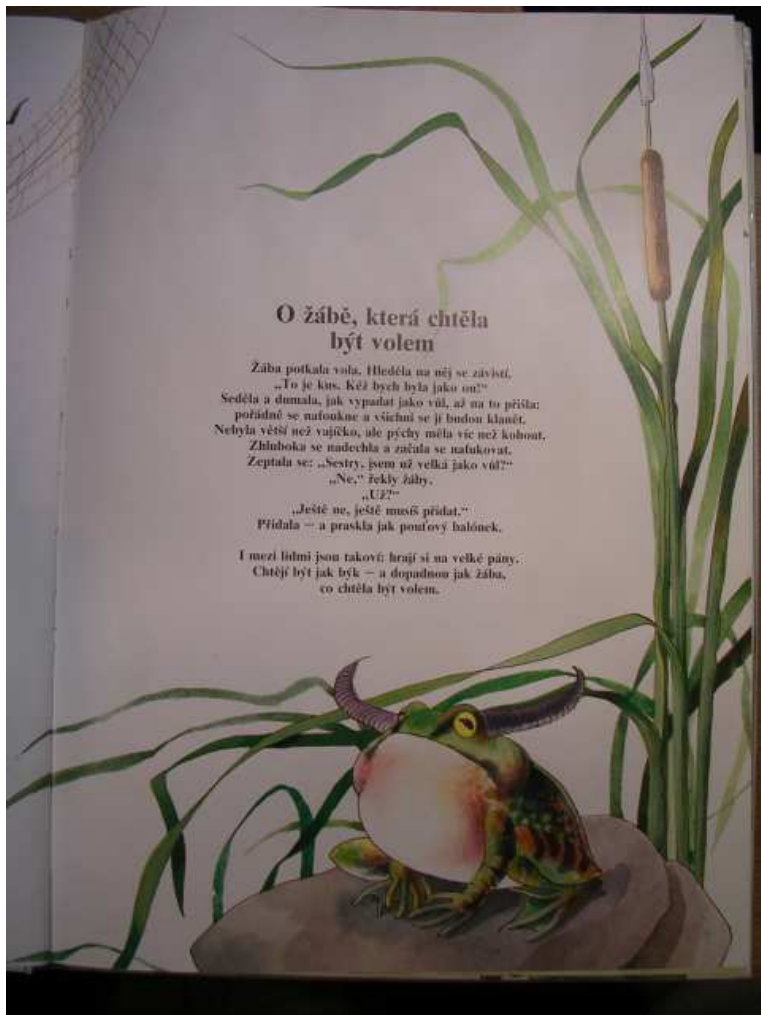 O žábě, která chtěla
být volem
Žába potkala vola. Hleděla na něj se závistí.
„To je kus. Kéž bych byla jako on!“
Seděla a dumala, jak vypadat jako vůl, až na to přišla:
pořádně se nafoukne a všichni se jí budou klanět.
Nebyla větší než vajíčko, ale pýchy měla víc než kohout.
Zhluboka se nadechla a začala se nafukovat.
Zeptala se: „Sestry, jsem už velká jako vůl?“
„Ne,“ řekly žáby.
„Už?“
„Ještě ne, ještě musíš přidat.“
Přidala — a praskla jak pouťový balónek.
I mezi lidmi jsou takoví: hrají si na velké pány.
Chtějí být jak býk — a dopadnou jak žába,
co chtěla být volem.